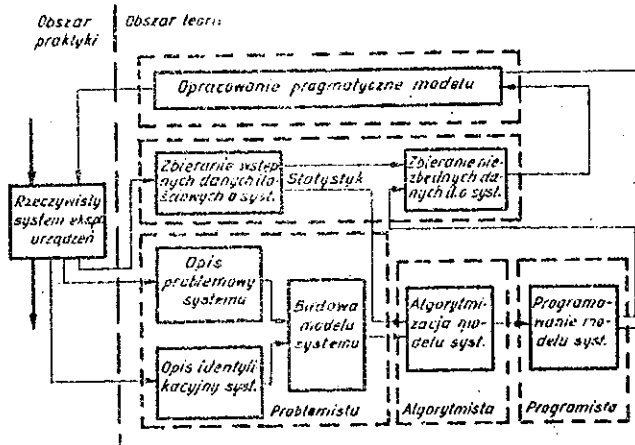 Obszar
praktyki
Obszar teorii
Opracowanie pragmatyczne modelu
Zbieranie wstęp-
nych danych iloś-
ściowych o syst.
Statystyk
Zbieranie nie-
zbędnych da-
nych il. o syst.
Rzeczywisty
system eksp.
urządzeń
Opis
problemowy
systemu
Budowa
modelu
systemu
Opis identyfi-
kacyjny syst.
Problemista
Algorytmi-
zacja mo-
delu syst.
Algorytmista
Programo-
wanie mo-
delu syst.
Programista